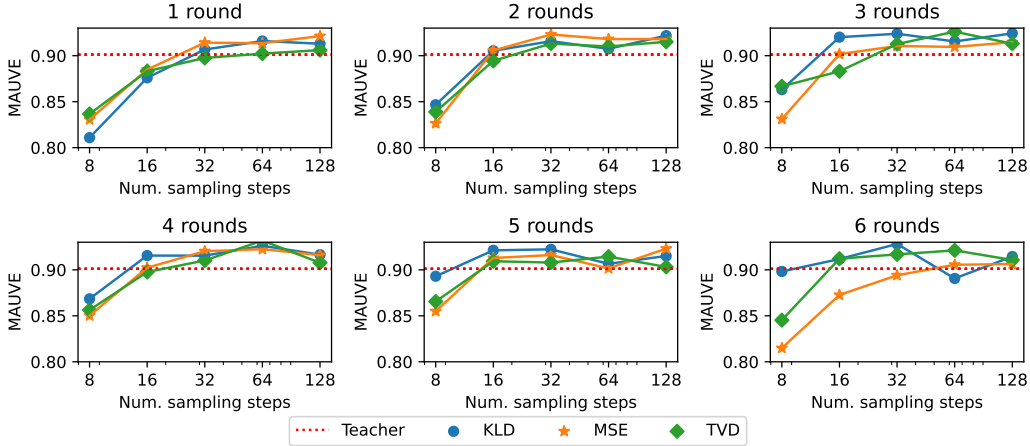 1 round
MAUVE
0.90
0.85
0.80
8 16 32 64 128
Num. sampling steps
2 rounds
MAUVE
0.90
0.85
0.80
8 16 32 64 128
Num. sampling steps
3 rounds
MAUVE
0.90
0.85
0.80
8 16 32 64 128
Num. sampling steps
4 rounds
MAUVE
0.90
0.85
0.80
8 16 32 64 128
Num. sampling steps
5 rounds
MAUVE
0.90
0.85
0.80
8 16 32 64 128
Num. sampling steps
6 rounds
MAUVE
0.90
0.85
0.80
8 16 32 64 128
Num. sampling steps
Teacher KLD MSE TVD